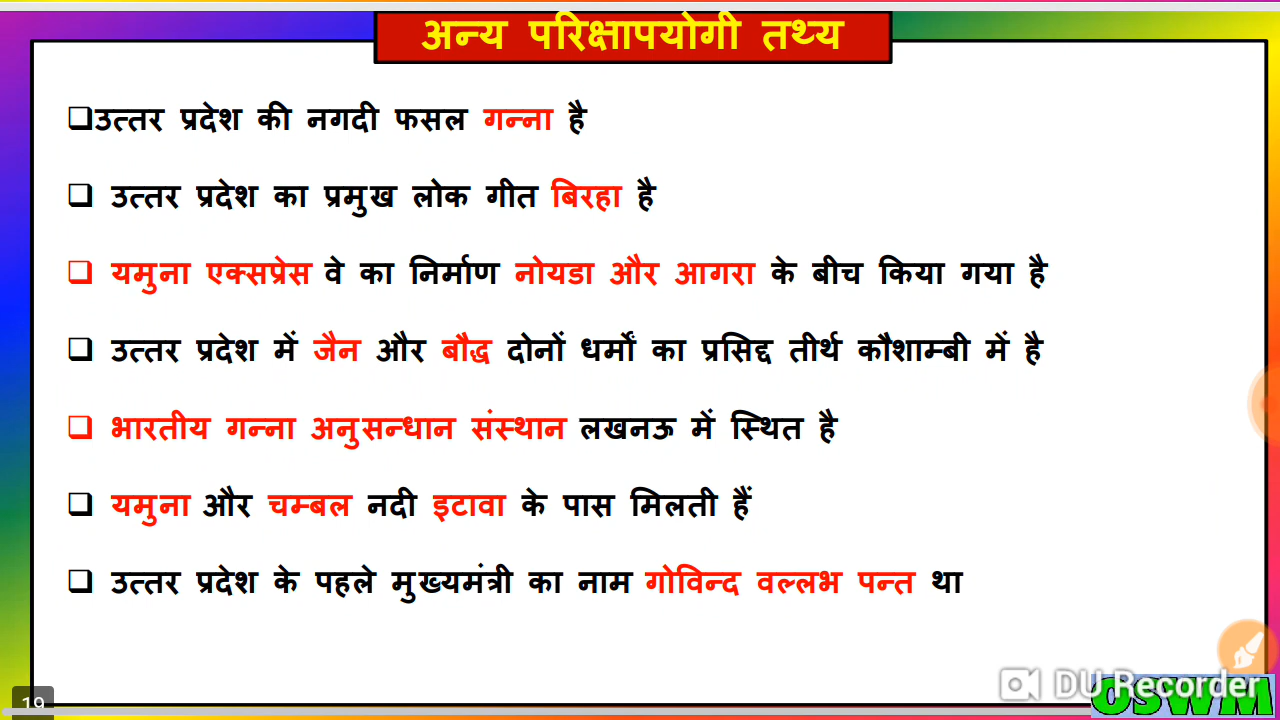 अन्य परिक्षापयोगी तथ्य
उत्तर प्रदेश की नगदी फसल गन्ना है
उत्तर प्रदेश का प्रमुख लोक गीत बिरहा है
यमुना एक्सप्रेस वे का निर्माण नोयडा और आगरा के बीच किया गया है
उत्तर प्रदेश में जैन और बौद्ध दोनों धर्मों का प्रसिद्द तीर्थ कौशाम्बी में है
भारतीय गन्ना अनुसन्धान संस्थान लखनऊ में स्थित है
यमुना और चम्बल नदी इटावा के पास मिलती हैं
उत्तर प्रदेश के पहले मुख्यमंत्री का नाम गोविन्द वल्लभ पन्त था
DU Recorder
GSWM
19